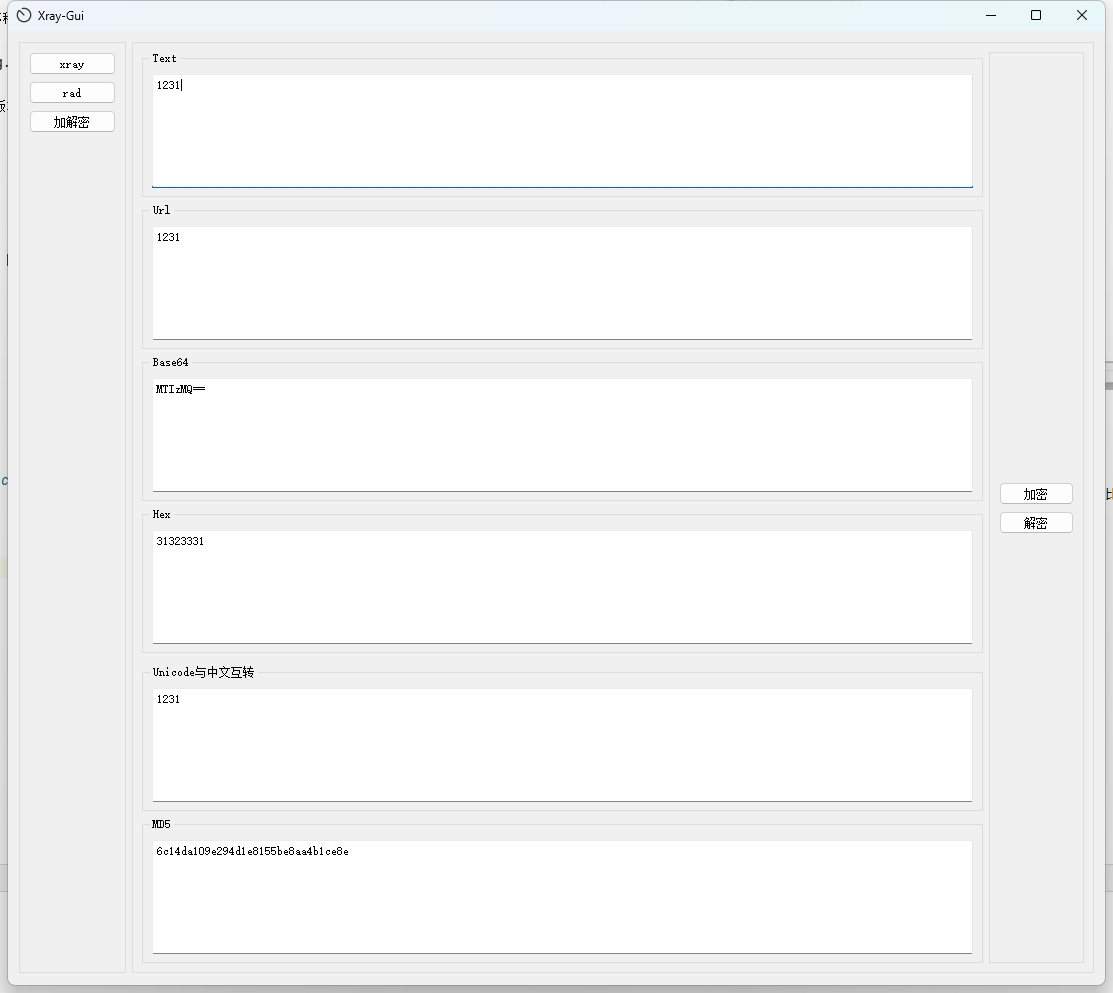 Xray-Gui
xray
rad
加解密
Text
1231
Url
1231
Base64
MTIzMQ==
Hex
31323331
Unicode与中文互转
1231
MD5
6c14da109e294d1e8155be8aa4b1ce8e
加密
解密